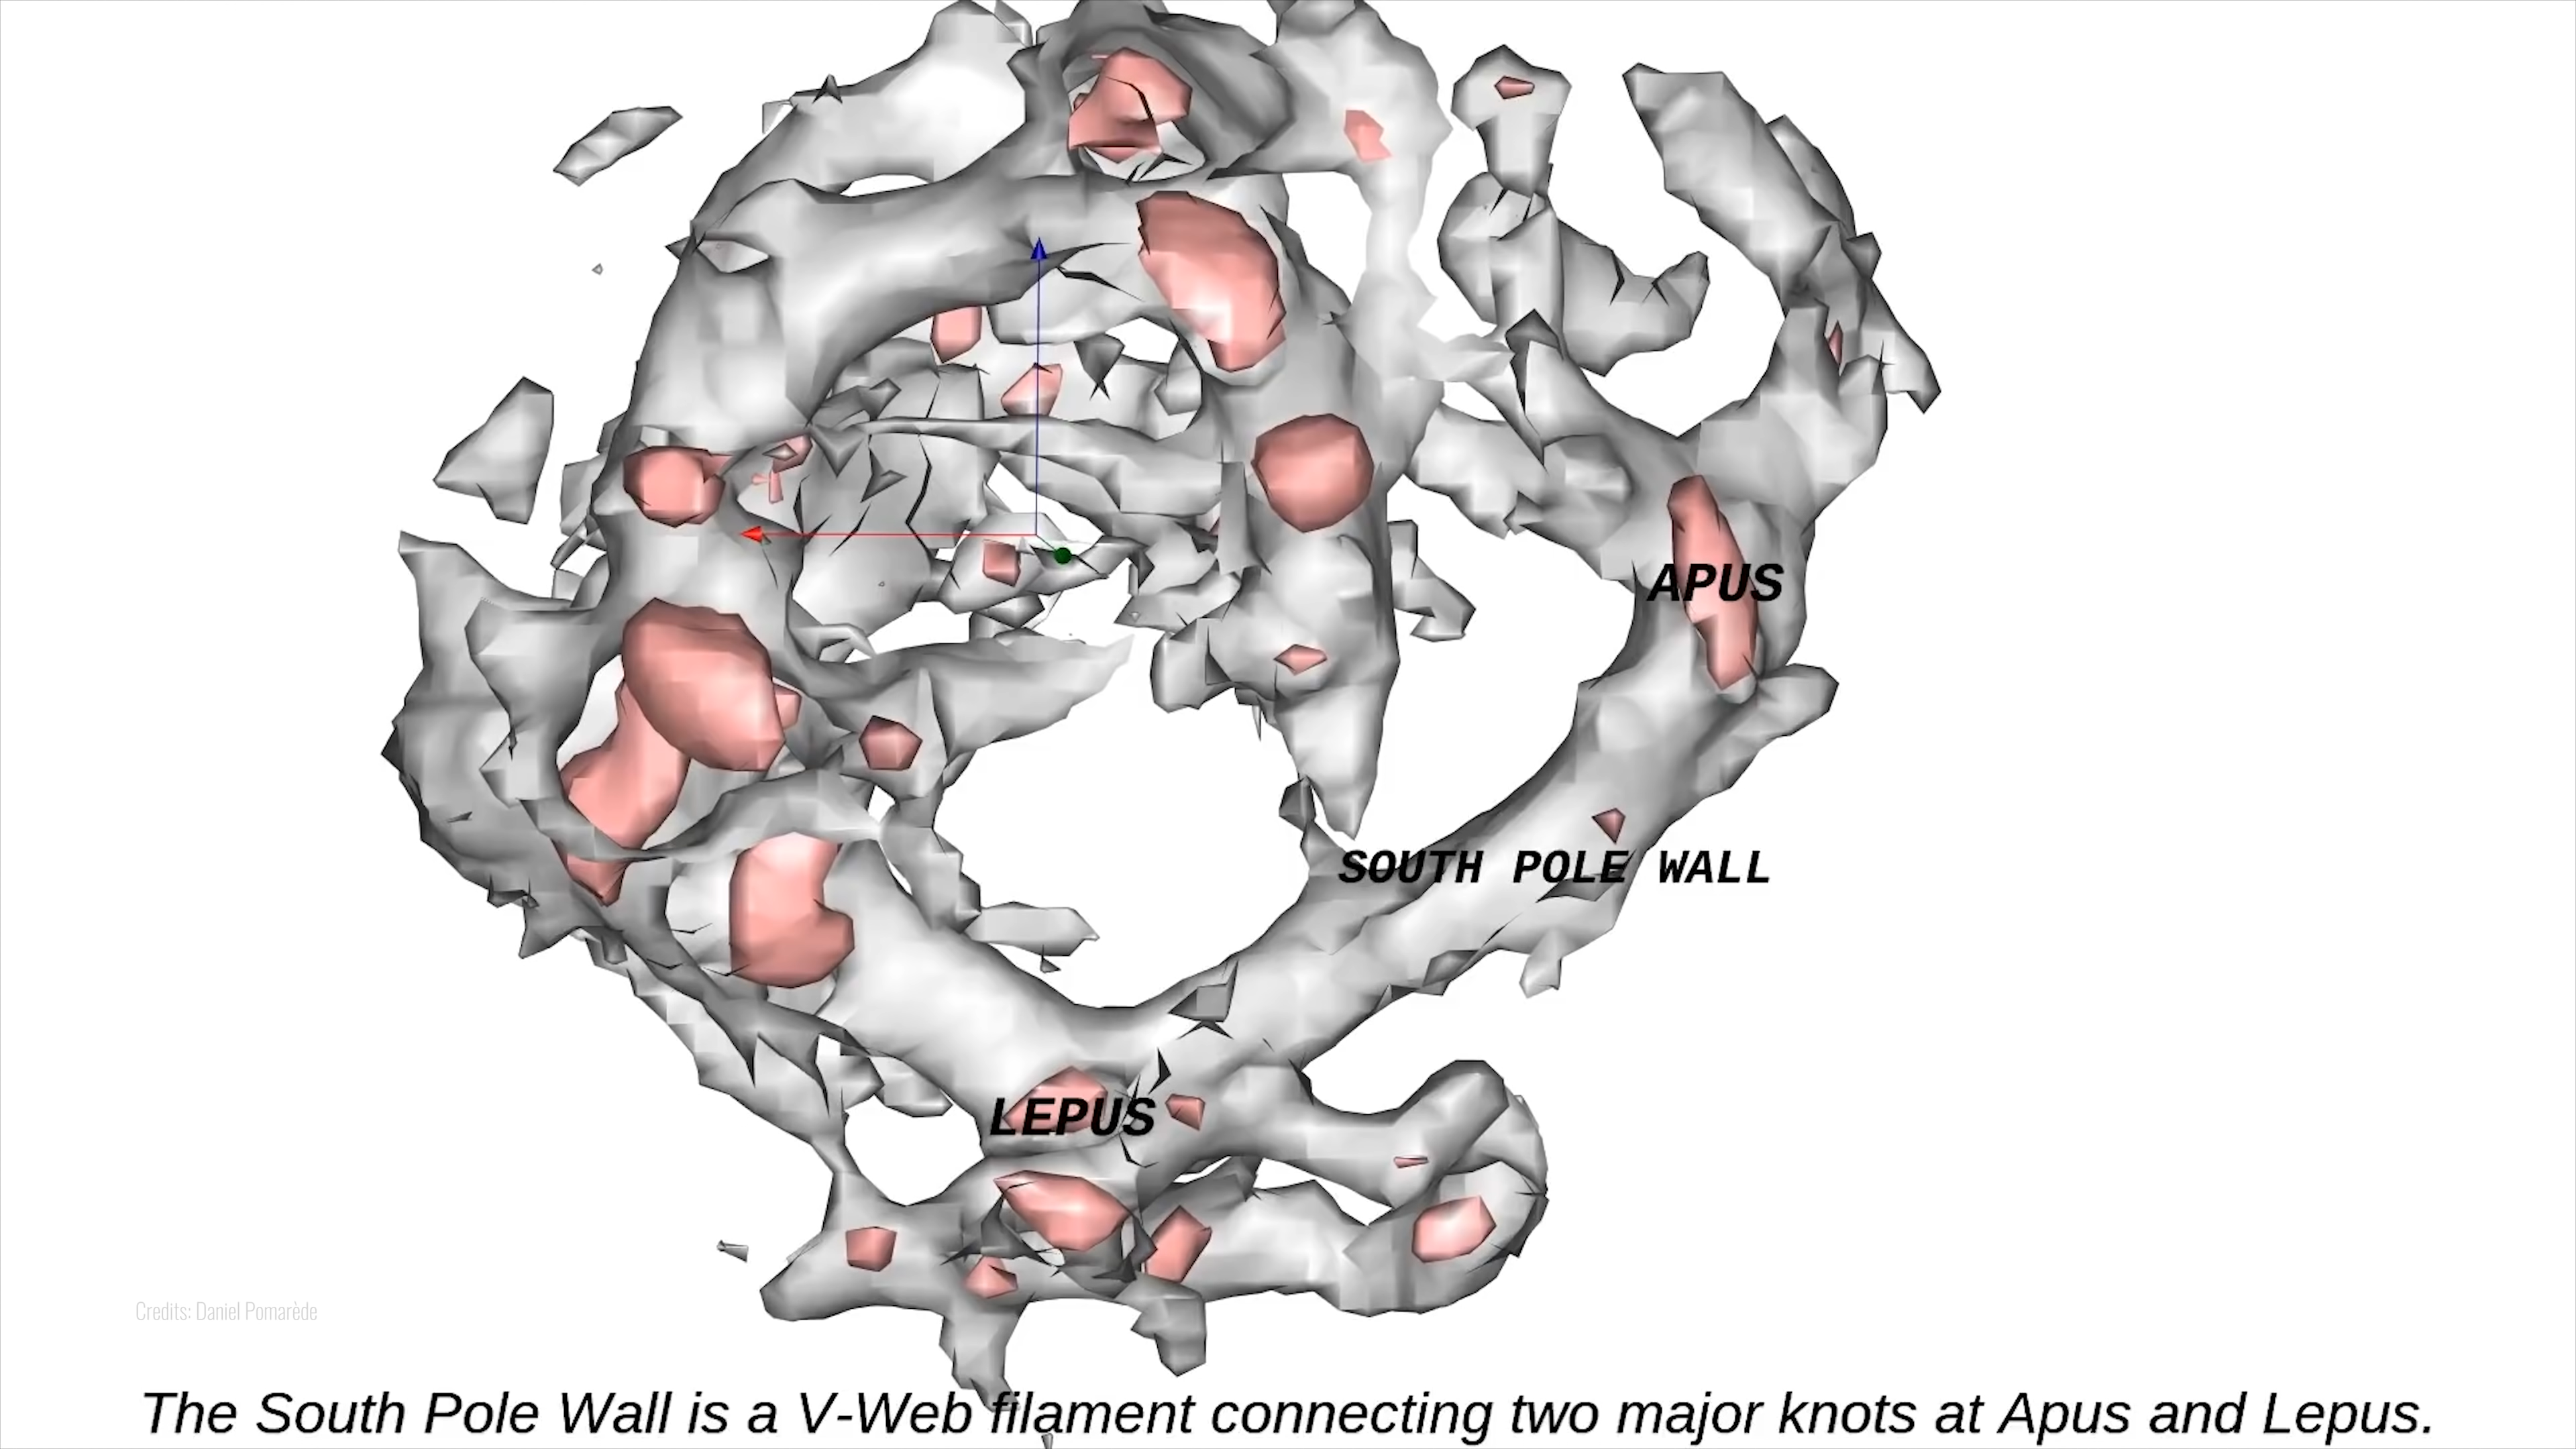 APUS
SOUTH POLE WALL
LEPUS
Credits: Daniel Pomarède
The South Pole Wall is a V-Web filament connecting two major knots at Apus and Lepus.